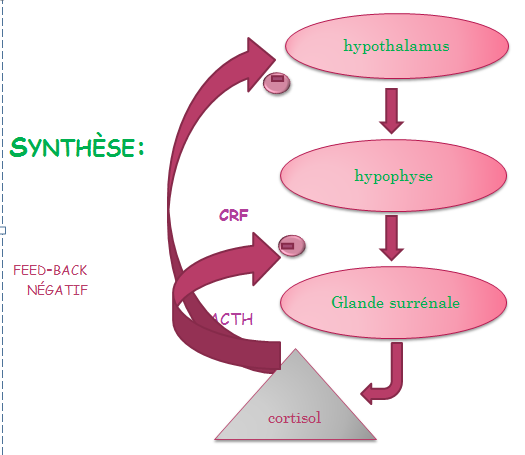 hypothalamus
SYNTHÈSE:
hypophyse
CRF
FEED-BACK
NÉGATIF
Glande surrénale
ACTH
cortisol